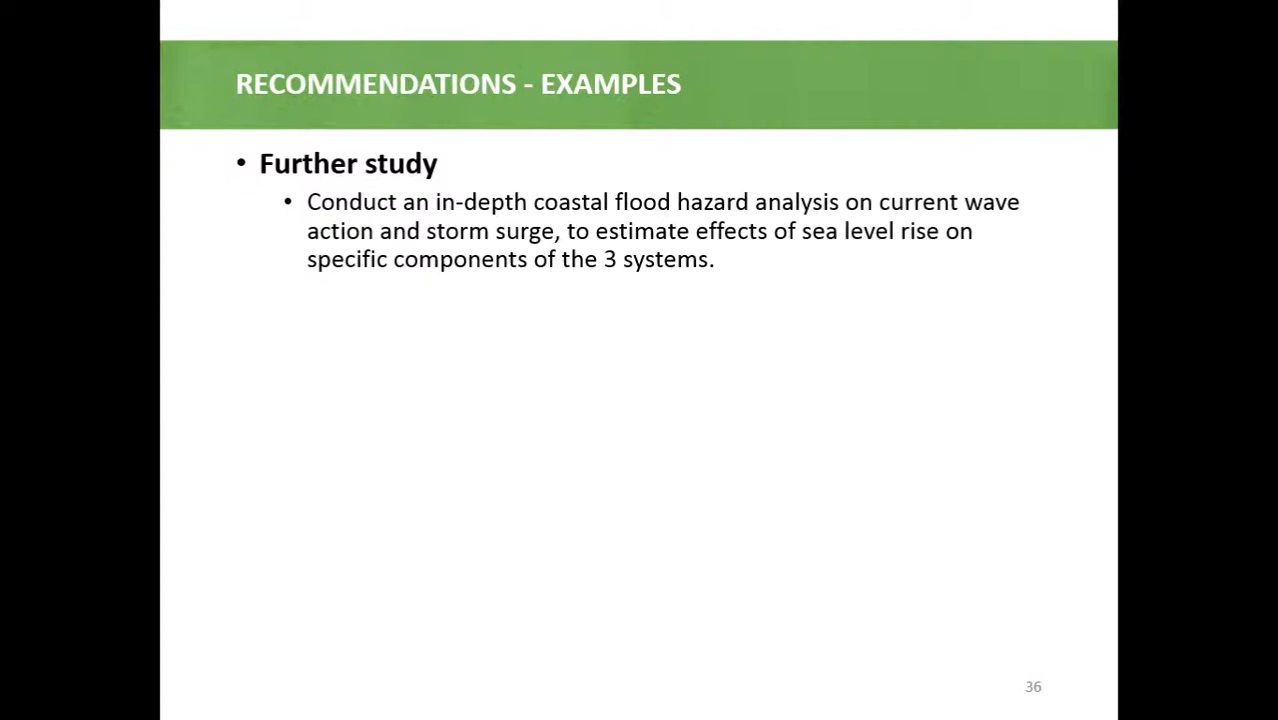 RECOMMENDATIONS - EXAMPLES
• Further study
• Conduct an in-depth coastal flood hazard analysis on current wave
action and storm surge, to estimate effects of sea level rise on
specific components of the 3 systems.
36